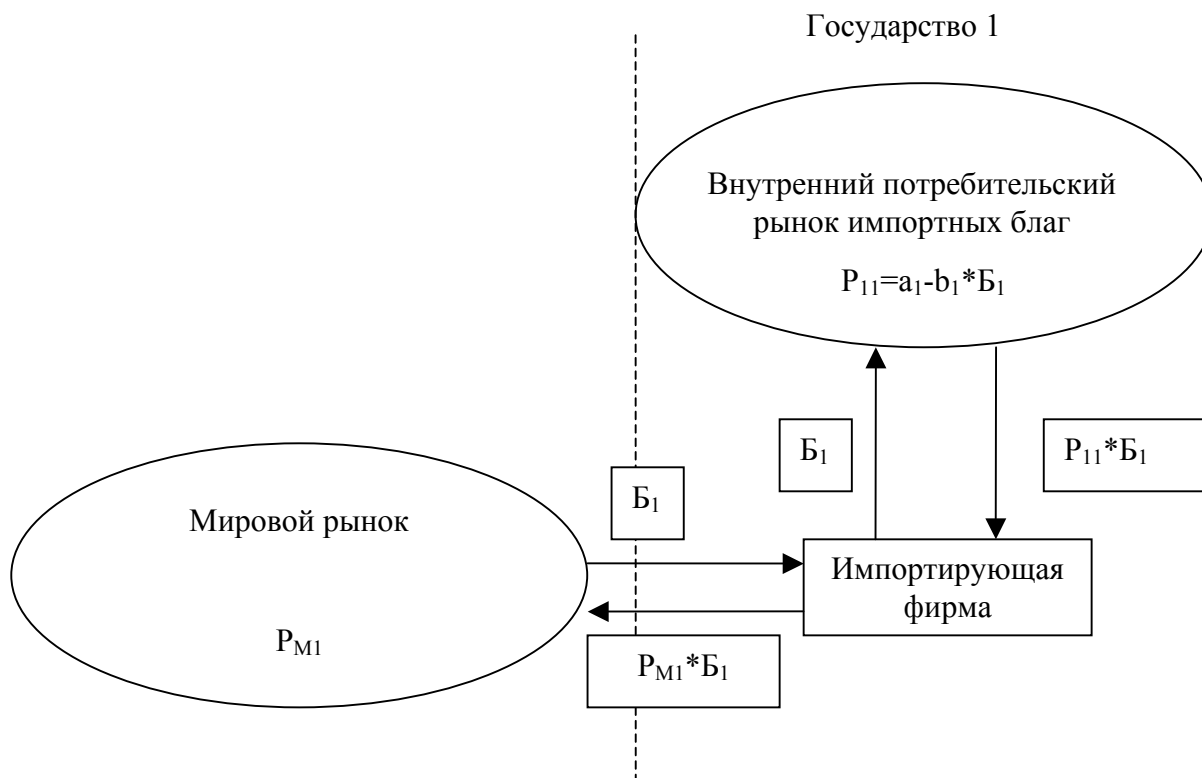 Государство 1
Внутренний потребительский
рынок импортных благ
P₁₁=a₁-b₁*Б₁
Б₁
P₁₁*Б₁
Мировой рынок
Б₁
Импортирующая
фирма
P_M1
P_M1*Б₁